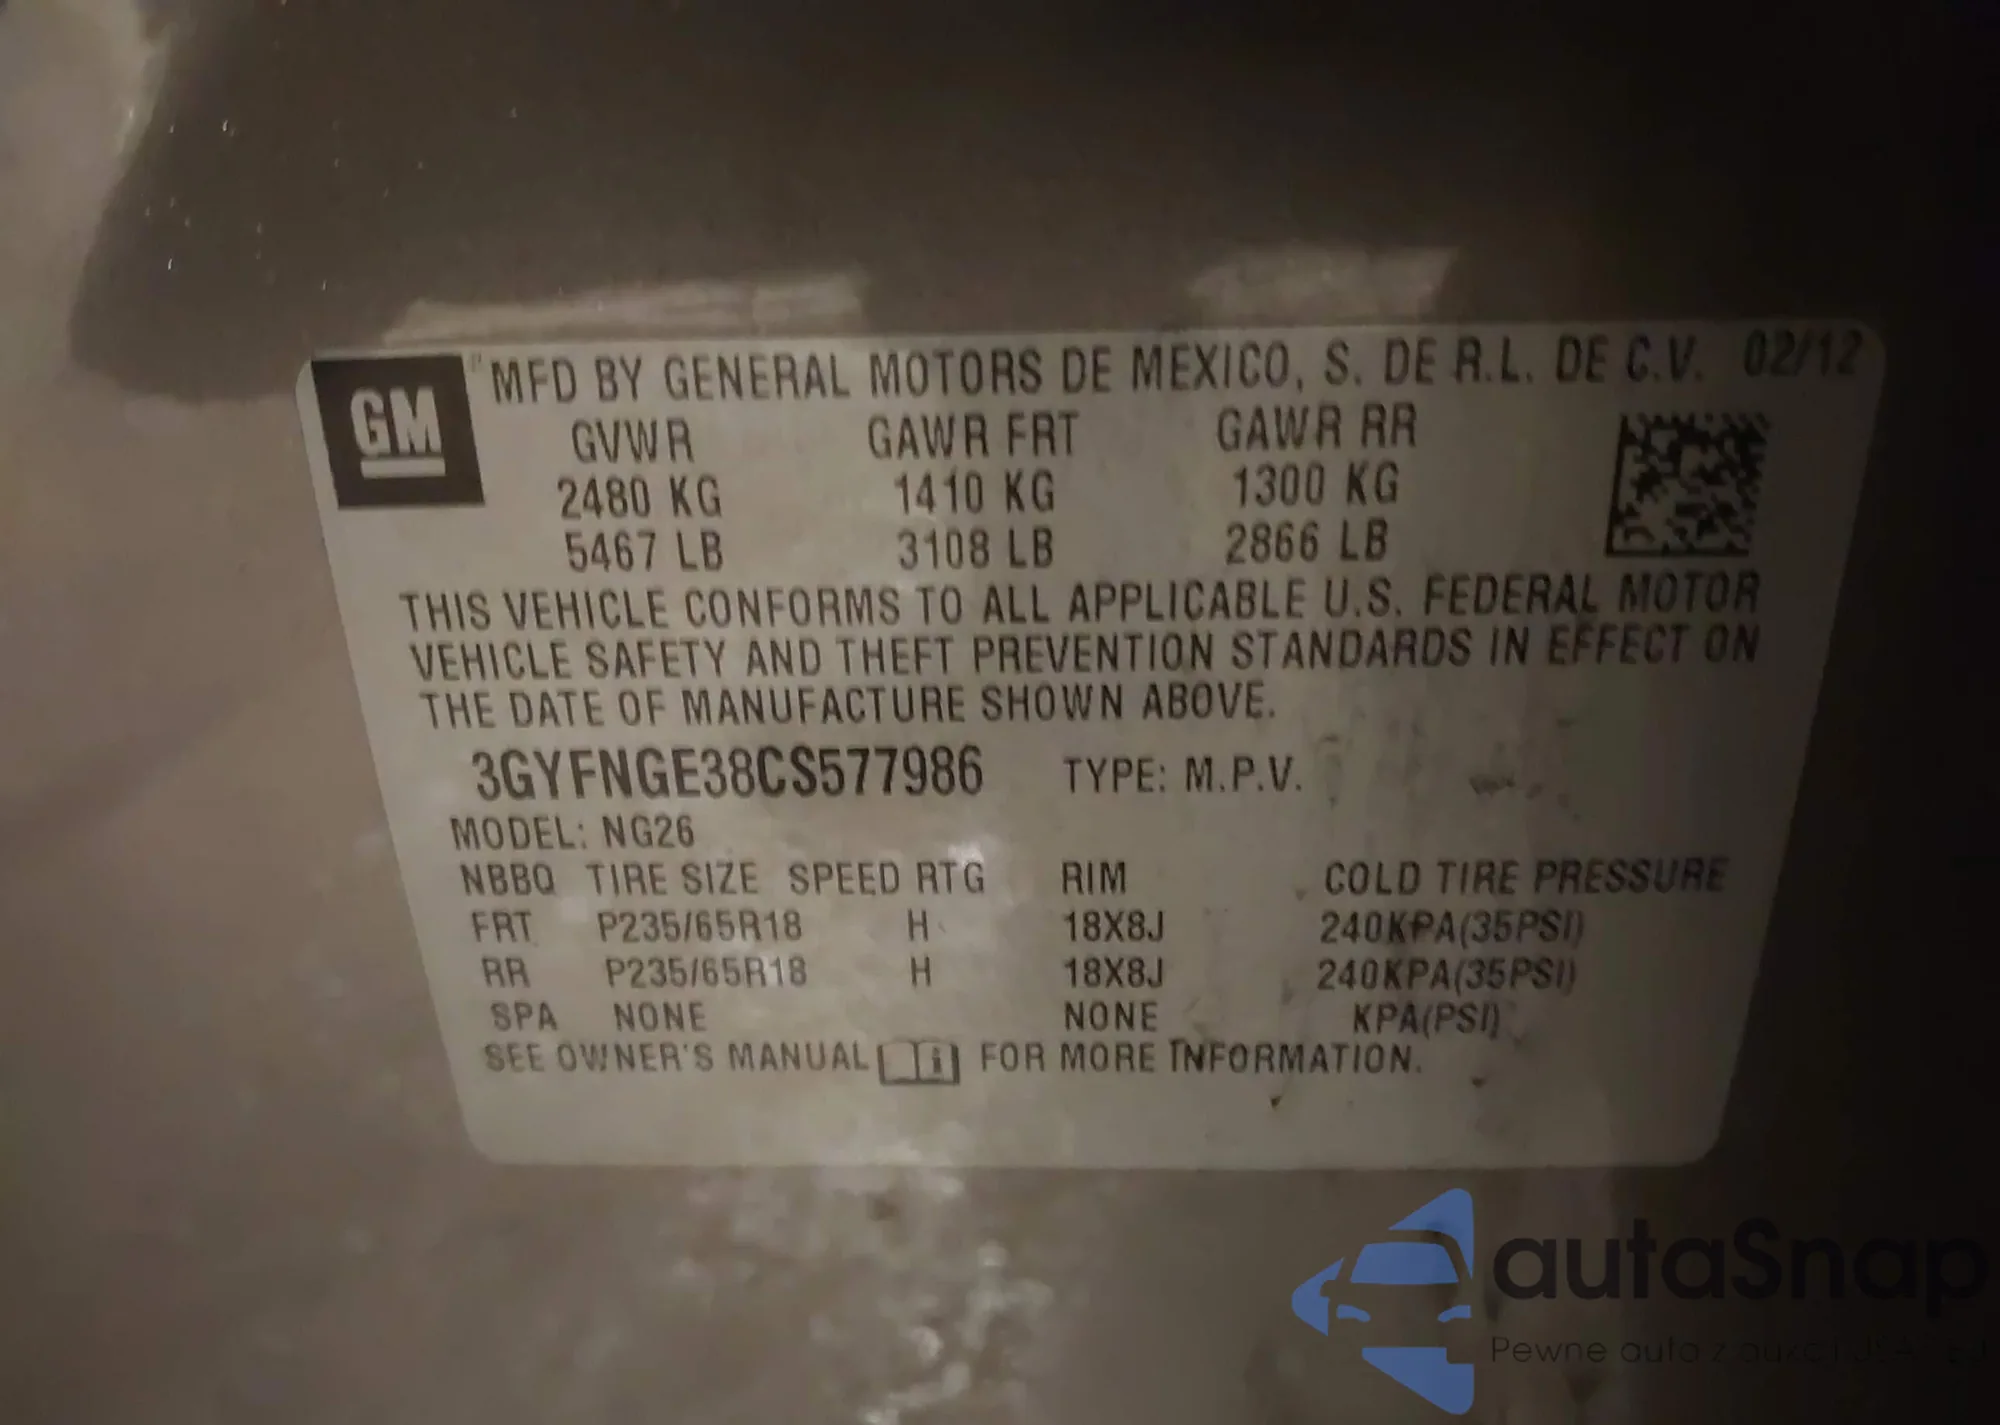 GM
MFD BY GENERAL MOTORS DE MEXICO, S. DE R.L. DE C.V. 02/12
GVWR GAWR FRT GAWR RR
2480 KG 1410 KG 1300 KG
5467 LB 3108 LB 2866 LB
THIS VEHICLE CONFORMS TO ALL APPLICABLE U.S. FEDERAL MOTOR
VEHICLE SAFETY AND THEFT PREVENTION STANDARDS IN EFFECT ON
THE DATE OF MANUFACTURE SHOWN ABOVE.
3GYFNGE38CS577986 TYPE: M.P.V.
MODEL: NG26
NBBQ TIRE SIZE SPEED RTG RIM COLD TIRE PRESSURE
FRT P235/65R18 H 18X8J 240KPA(35PSI)
RR P235/65R18 H 18X8J 240KPA(35PSI)
SPA NONE NONE KPA(PSI)
SEE OWNER'S MANUAL FOR MORE INFORMATION.
autaSnap
Pewne auta z